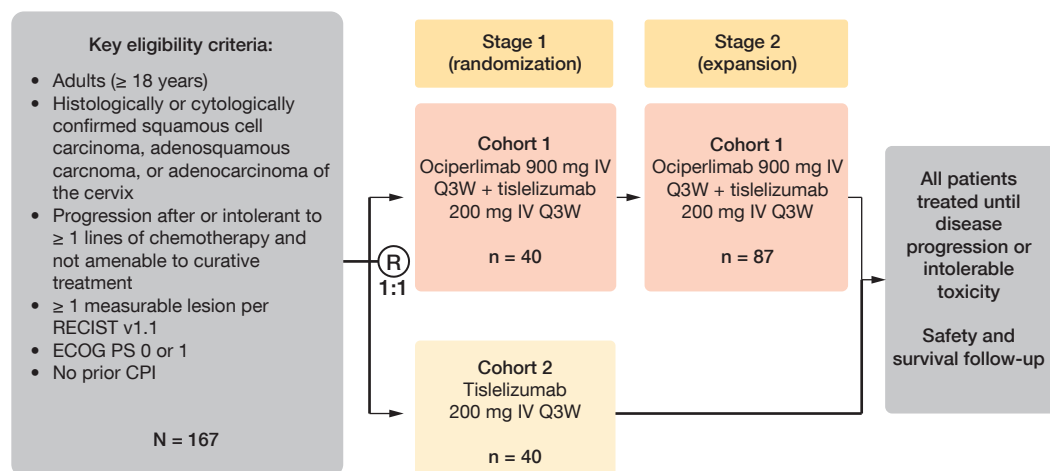 Key eligibility criteria:
• Adults (≥ 18 years)
• Histologically or cytologically
confirmed squamous cell
carcinoma, adenosquamous
carcnoma, or adenocarcinoma of
the cervix
• Progression after or intolerant to
≥ 1 lines of chemotherapy and
not amenable to curative
treatment
• ≥ 1 measurable lesion per
RECIST v1.1
• ECOG PS 0 or 1
• No prior CPI
N = 167
R
1:1
Stage 1
(randomization)
Cohort 1
Ociperlimab 900 mg IV
Q3W + tislelizumab
200 mg IV Q3W
n = 40
Stage 2
(expansion)
Cohort 1
Ociperlimab 900 mg IV
Q3W + tislelizumab
200 mg IV Q3W
n = 87
Cohort 2
Tislelizumab
200 mg IV Q3W
n = 40
All patients
treated until
disease
progression or
intolerable
toxicity
Safety and
survival follow-up